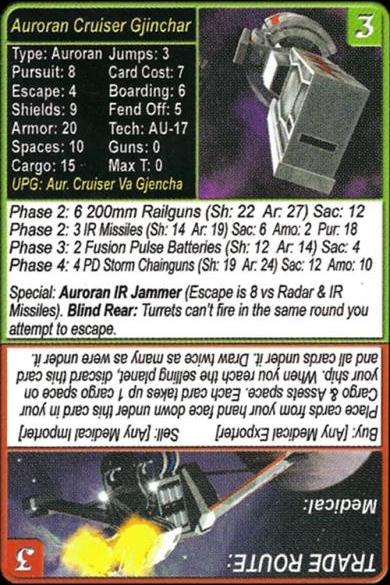 Auroran Cruiser Gjinchar
3
Type: Auroran Jumps: 3
Pursuit: 8 Card Cost: 7
Escape: 4 Boarding: 6
Shields: 9 Fend Off: 5
Armor: 20 Tech: AU-17
Spaces: 10 Guns: 0
Cargo: 15 Max T: 0
UPG: Aur. Cruiser Va Gjencha
Phase 2: 6 200mm Railguns (Sh: 22 Ar: 27) Sac: 12
Phase 2: 3 IR Missiles (Sh: 14 Ar: 19) Sac: 6 Amo: 2 Pur: 18
Phase 3: 2 Fusion Pulse Batteries (Sh: 12 Ar: 14) Sac: 4
Phase 4: 4 PD Storm Chainguns (Sh: 19 Ar: 24) Sac: 12 Amo: 10
Special: Auroran IR Jammer (Escape is 8 vs Radar & IR
Missiles). Blind Rear: Turrets can't fire in the same round you
attempt to escape.
3
TRADE ROUTE:
Medical:
Buy: [Any Medical Exporter] Sell: [Any Medical Importer]
Place cards from your hand face down under this card in your
Cargo & Assets space. Each card takes up 1 cargo space on
your ship. When you reach the selling planet, discard this card
and all cards under it. Draw twice as many as were under it.